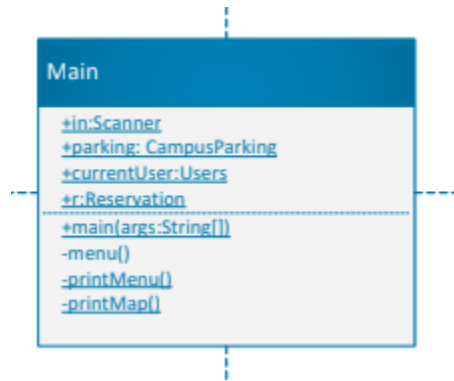 Main
+in:Scanner
+parking: CampusParking
+currentUser:Users
+r:Reservation
+main(args:String[])
-menu()
-printMenu()
-printMap()